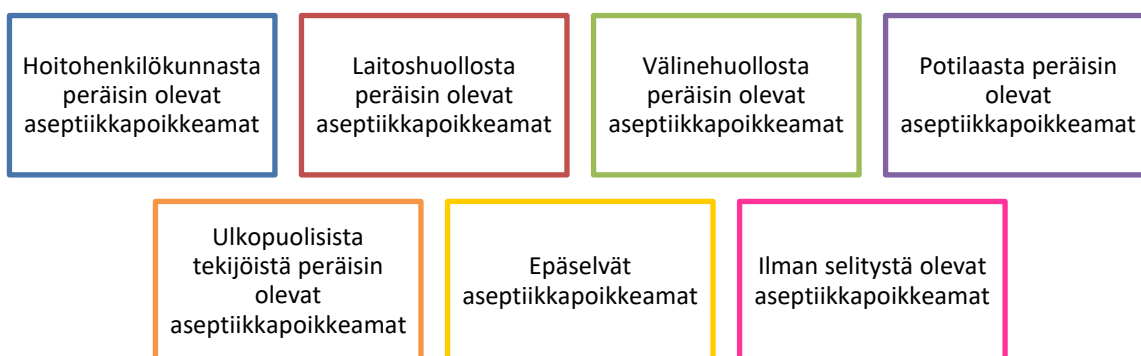 Hoitohenkilökunnasta
peräisin olevat
aseptiikkapoikkeamat
Laitoshuollosta
peräisin olevat
aseptiikkapoikkeamat
Välinehuollosta
peräisin olevat
aseptiikkapoikkeamat
Potilaasta peräisin
olevat
aseptiikkapoikkeamat
Ulkopuolisista
tekijöistä peräisin
olevat
aseptiikkapoikkeamat
Epäselvät
aseptiikkapoikkeamat
Ilman selitystä olevat
aseptiikkapoikkeamat